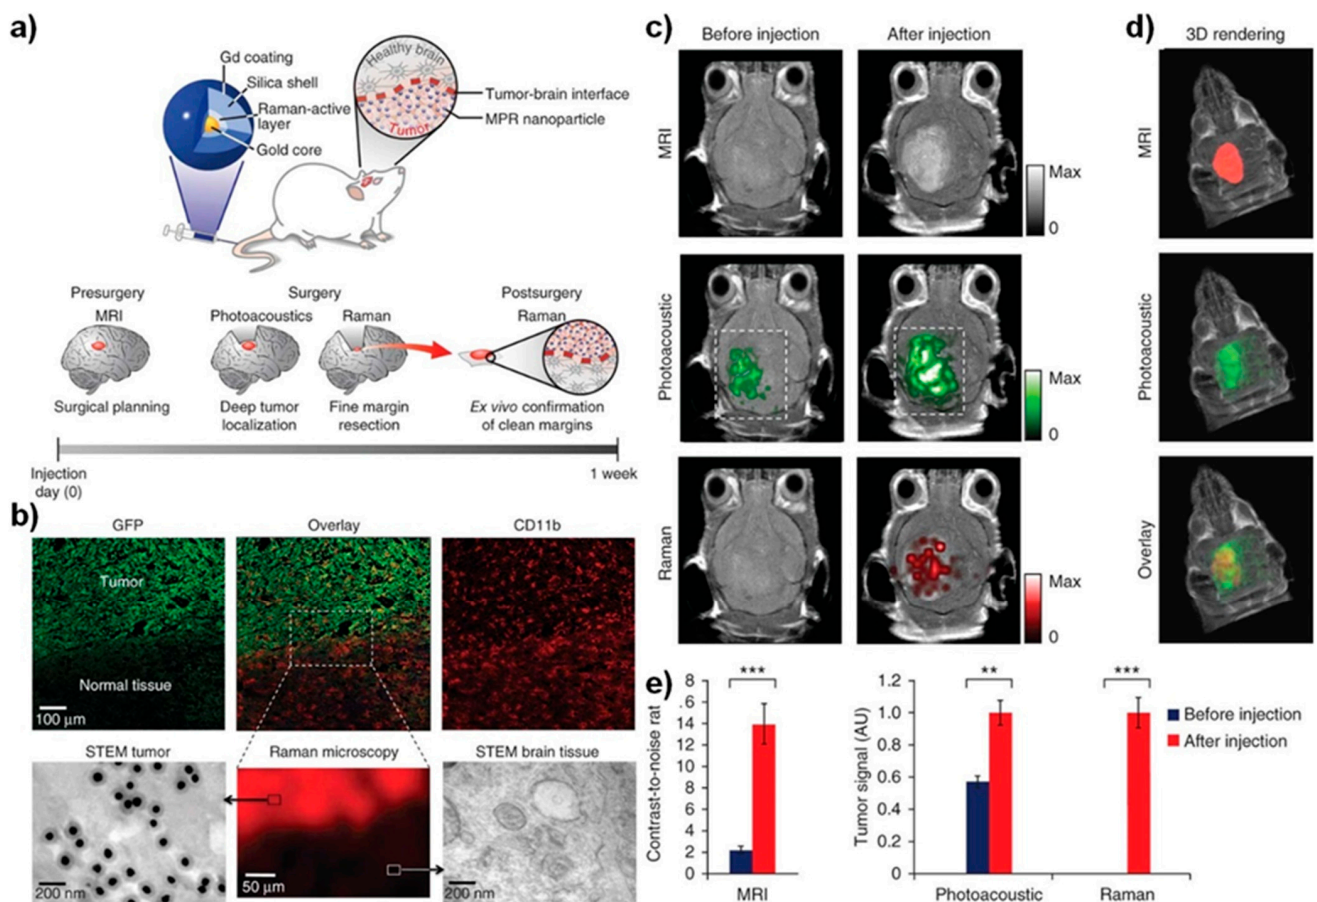 a)
Gd coating
Silica shell
Raman-active
layer
Gold core
Healthy brain
Tumor
Tumor-brain interface
MPR nanoparticle
Presurgery
Surgery
Postsurgery
MRI
Photoacoustics
Raman
Raman
Surgical planning
Deep tumor
localization
Fine margin
resection
Ex vivo confirmation
of clean margins
Injection
day (0)
1 week
b)
GFP
Overlay
CD11b
Tumor
Normal tissue
100 μm
STEM tumor
Raman microscopy
STEM brain tissue
200 nm
50 μm
200 nm
c)
Before injection
After injection
MRI
Max
0
Photoacoustic
Max
0
Raman
Max
0
d)
3D rendering
MRI
Photoacoustic
Overlay
e)
Contrast-to-noise rat
8
6
14
12
10
8
6
4
2
0
***
MRI
Tumor signal (AU)
1.2
1.0
0.8
0.6
0.4
0.2
0
**
***
Photoacoustic
Raman
Before injection
After injection